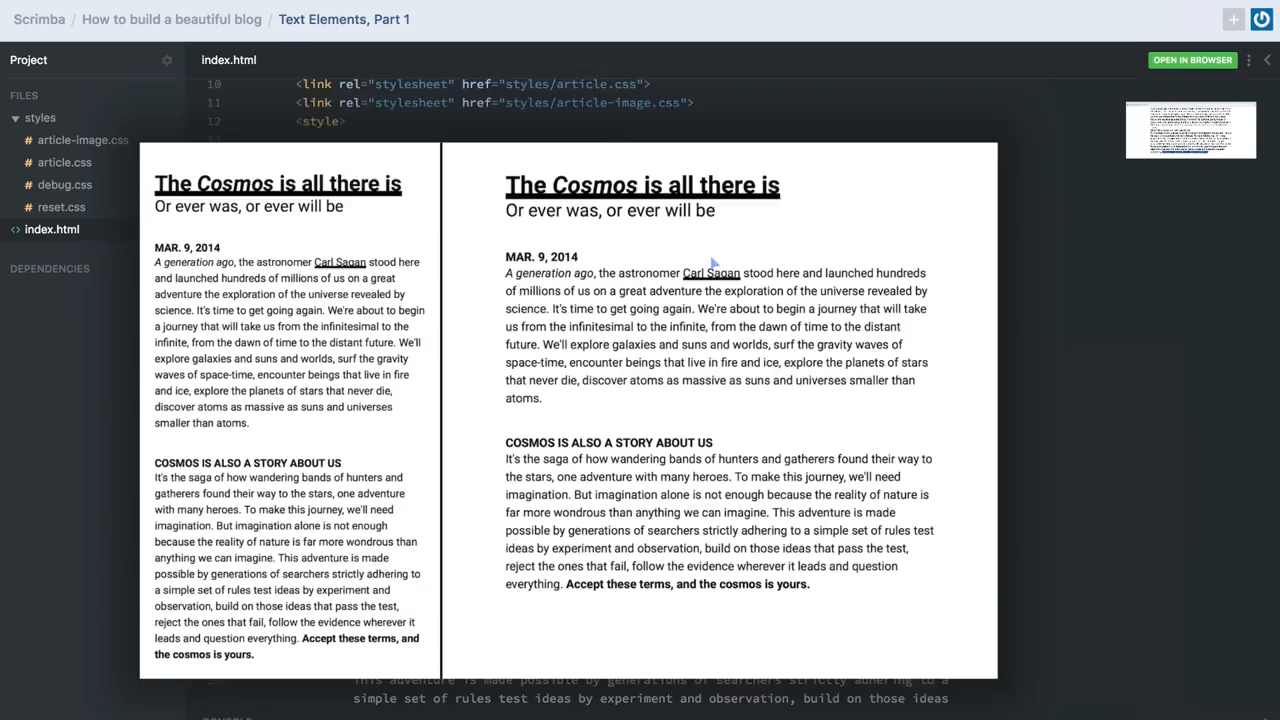 Scrimba / How to build a beautiful blog / Text Elements, Part 1
Project
index.html
OPEN IN BROWSER
FILES
styles
# article-image.css
# article.css
# debug.css
# reset.css
<> index.html
DEPENDENCIES
10 <link rel="stylesheet" href="styles/article.css">
11 <link rel="stylesheet" href="styles/article-image.css">
12 <style>
The Cosmos is all there is
Or ever was, or ever will be
MAR. 9, 2014
A generation ago, the astronomer Carl Sagan stood here
and launched hundreds of millions of us on a great
adventure the exploration of the universe revealed by
science. It's time to get going again. We're about to begin
a journey that will take us from the infinitesimal to the
infinite, from the dawn of time to the distant future. We'll
explore galaxies and suns and worlds, surf the gravity
waves of space-time, encounter beings that live in fire
and ice, explore the planets of stars that never die,
discover atoms as massive as suns and universes
smaller than atoms.
COSMOS IS ALSO A STORY ABOUT US
It's the saga of how wandering bands of hunters and
gatherers found their way to the stars, one adventure
with many heroes. To make this journey, we'll need
imagination. But imagination alone is not enough
because the reality of nature is far more wondrous than
anything we can imagine. This adventure is made
possible by generations of searchers strictly adhering to
a simple set of rules test ideas by experiment and
observation, build on those ideas that pass the test,
reject the ones that fail, follow the evidence wherever it
leads and question everything. Accept these terms, and
the cosmos is yours.
The Cosmos is all there is
Or ever was, or ever will be
MAR. 9, 2014
A generation ago, the astronomer Carl Sagan stood here and launched hundreds
of millions of us on a great adventure the exploration of the universe revealed by
science. It's time to get going again. We're about to begin a journey that will take
us from the infinitesimal to the infinite, from the dawn of time to the distant
future. We'll explore galaxies and suns and worlds, surf the gravity waves of
space-time, encounter beings that live in fire and ice, explore the planets of stars
that never die, discover atoms as massive as suns and universes smaller than
atoms.
COSMOS IS ALSO A STORY ABOUT US
It's the saga of how wandering bands of hunters and gatherers found their way to
the stars, one adventure with many heroes. To make this journey, we'll need
imagination. But imagination alone is not enough because the reality of nature is
far more wondrous than anything we can imagine. This adventure is made
possible by generations of searchers strictly adhering to a simple set of rules test
ideas by experiment and observation, build on those ideas that pass the test,
reject the ones that fail, follow the evidence wherever it leads and question
everything. Accept these terms, and the cosmos is yours.
This adventure is made possible by generations of searchers strictly adhering to a
simple set of rules test ideas by experiment and observation, build on those ideas